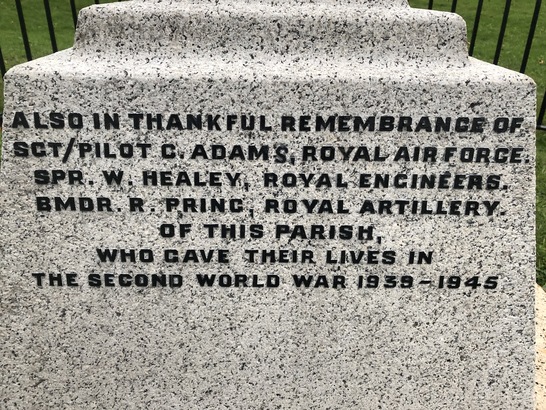 ALSO IN THANKFUL REMEMBRANCE OF
SGT/PILOT C. ADAMS, ROYAL AIR FORCE.
SPR. W. HEALEY, ROYAL ENGINEERS.
BMDR. R. PRING, ROYAL ARTILLERY.
OF THIS PARISH,
WHO GAVE THEIR LIVES IN
THE SECOND WORLD WAR 1939-1945